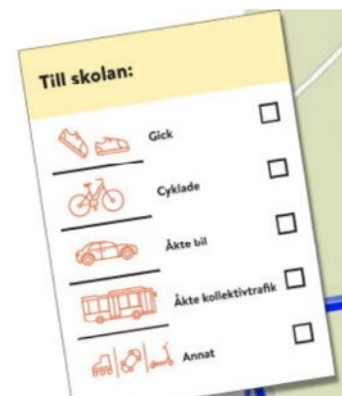 Till skolan:
Gick
Cyklade
Åkte bil
Åkte kollektivtrafik
Annat